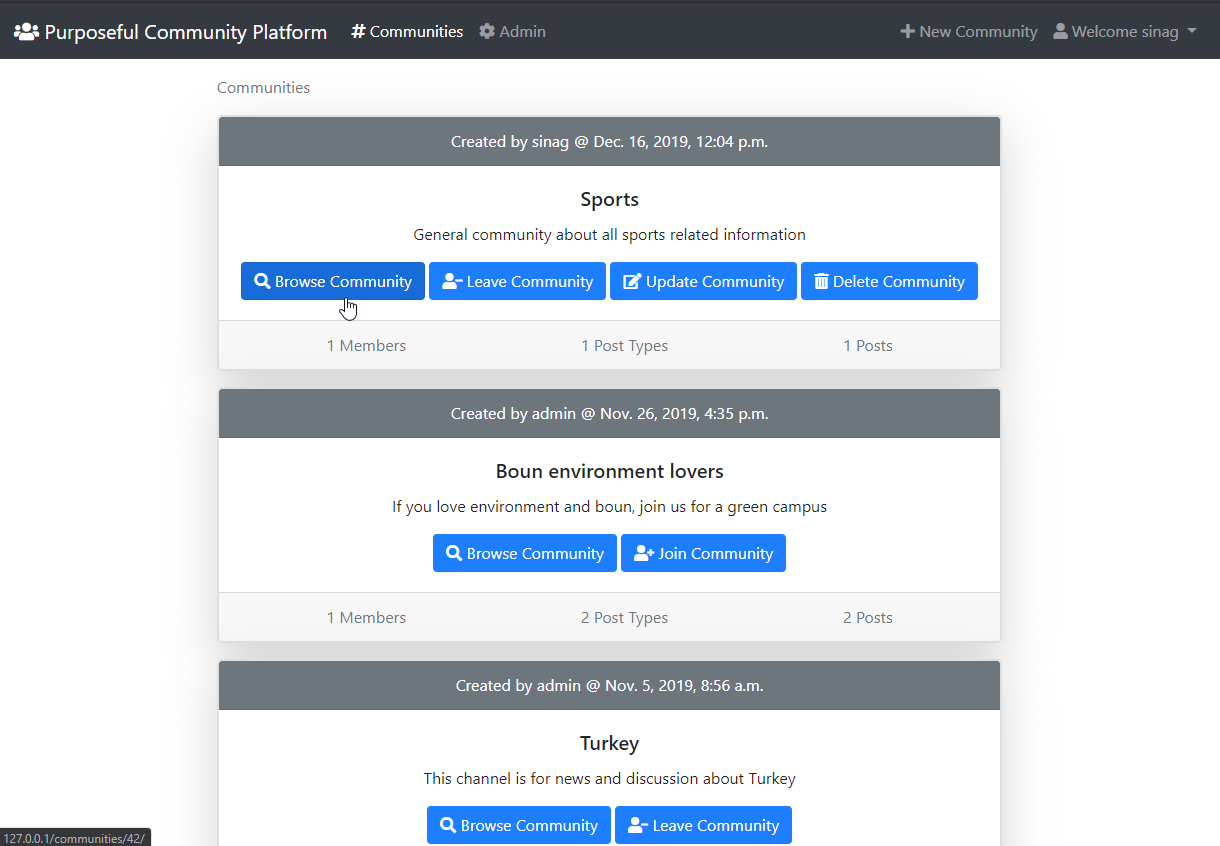 Purposeful Community Platform # Communities Admin New Community Welcome sinag
Communities
Created by sinag @ Dec. 16, 2019, 12:04 p.m.
Sports
General community about all sports related information
Browse Community Leave Community Update Community Delete Community
1 Members 1 Post Types 1 Posts
Created by admin @ Nov. 26, 2019, 4:35 p.m.
Boun environment lovers
If you love environment and boun, join us for a green campus
Browse Community Join Community
1 Members 2 Post Types 2 Posts
Created by admin @ Nov. 5, 2019, 8:56 a.m.
Turkey
This channel is for news and discussion about Turkey
Browse Community Leave Community
127.0.0.1/communities/42/